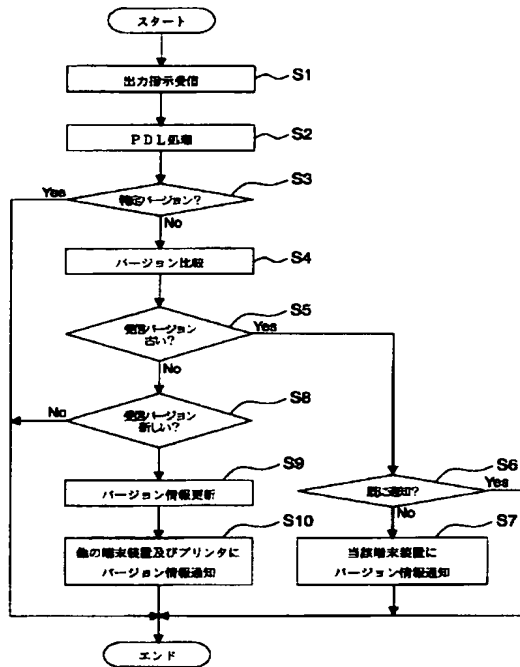 スタート
出力指示受信
S1
PDL処理
S2
特定バージョン?
S3
Yes
No
バージョン比較
S4
受信バージョン
古い?
S5
Yes
No
受信バージョン
新しい?
S8
No
バージョン情報更新
S9
既に通知?
S6
Yes
No
他の端末装置及びプリンタに
バージョン情報通知
S10
当該端末装置に
バージョン情報通知
S7
エンド